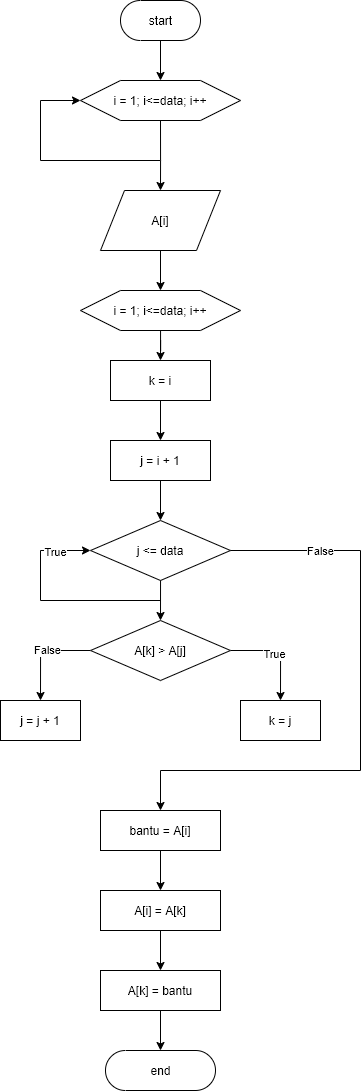 start
i = 1; i<=data; i++
A[i]
i = 1; i<=data; i++
k = i
j = i + 1
j <= data
True
False
A[k] > A[j]
False
True
j = j + 1
k = j
bantu = A[i]
A[i] = A[k]
A[k] = bantu
end